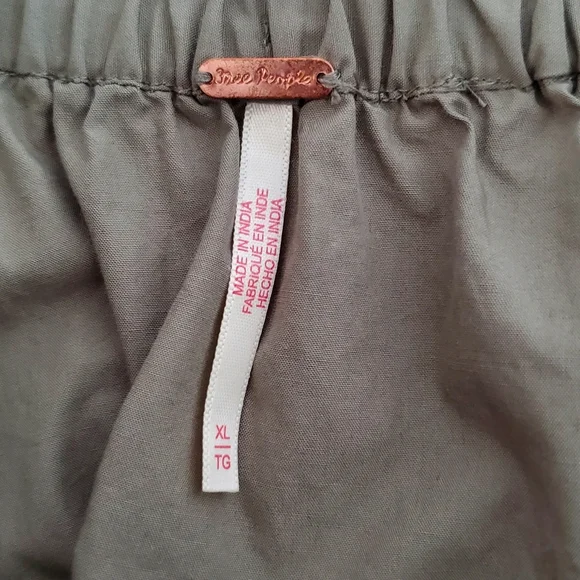 Free People
MADE IN INDIA
FABRIQUÉ EN INDE
HECHO EN INDIA
XL
TG